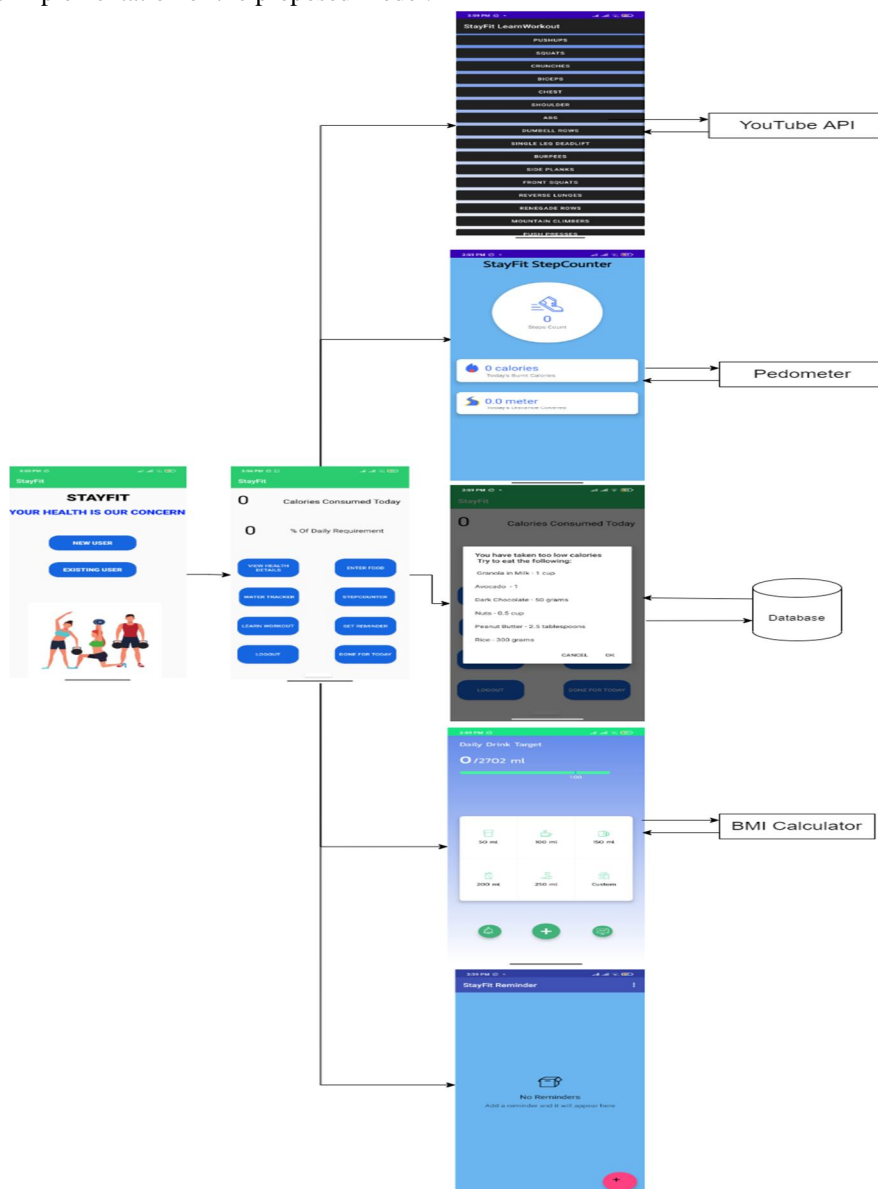 StayFit LearnWorkout
PUSHUPS
SQUATS
CRUNCHES
BICEPS
CHEST
SHOULDER
ABS
DUMBELL ROWS
SINGLE LEG DEADLIFT
BURPEES
SIDE PLANKS
FRONT SQUATS
REVERSE LUNGES
RENEGADE ROWS
MOUNTAIN CLIMBERS
PUSH PRESSES
YouTube API
StayFit StepCounter
0
Steps Count
0 calories
Today's Burnt Calories
0.0 meter
Today's Distance Covered
Pedometer
StayFit
STAYFIT
YOUR HEALTH IS OUR CONCERN
NEW USER
EXISTING USER
StayFit
0 Calories Consumed Today
0 % Of Daily Requirement
VIEW HEALTH DETAILS
ENTER FOOD
WATER TRACKER
STEPCOUNTER
LEARN WORKOUT
SET REMINDER
LOGOUT
DONE FOR TODAY
StayFit
0 Calories Consumed Today
You have taken too low calories
Try to eat the following:
Granola in Milk - 1 cup
Avocado - 1
Dark Chocolate - 50 grams
Nuts - 0.5 cup
Peanut Butter - 2.5 tablespoons
Rice - 300 grams
CANCEL OK
LOGOUT
DONE FOR TODAY
Database
Daily Drink Target
0/2702 ml
100
50 ml
100 ml
150 ml
200 ml
250 ml
Custom
BMI Calculator
StayFit Reminder
No Reminders
Add a reminder and it will appear here
+